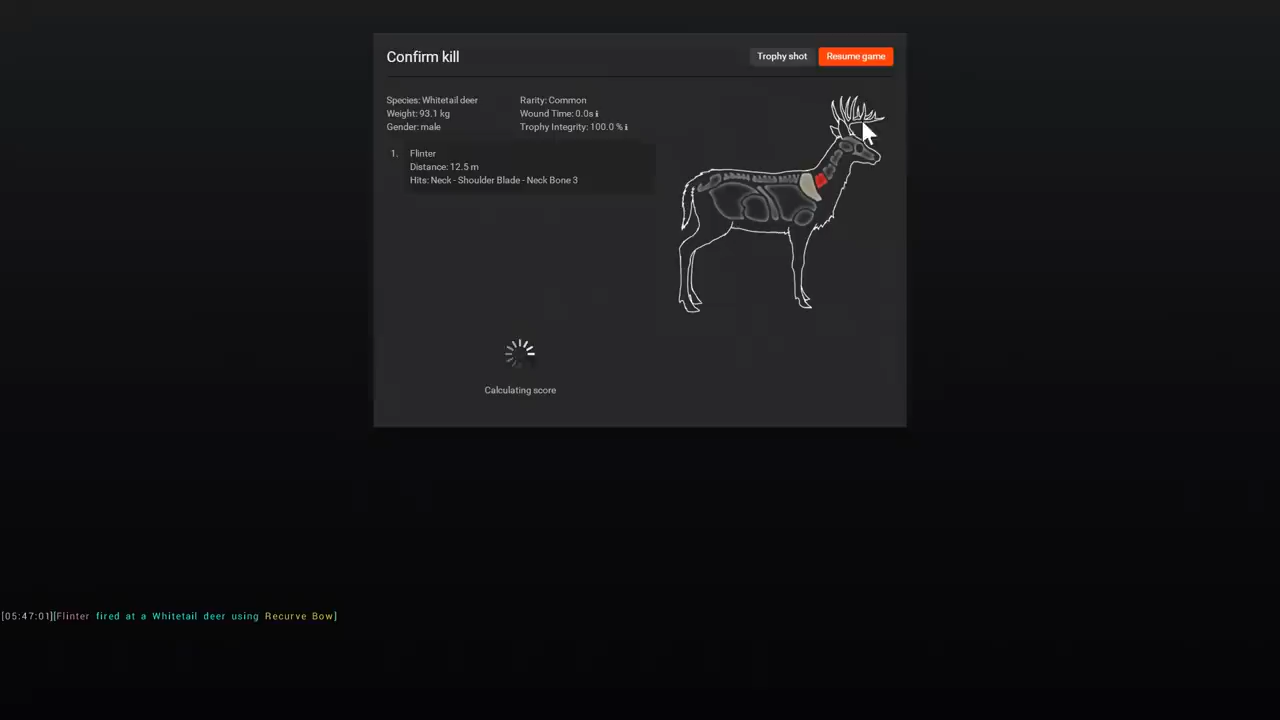 Confirm kill
Trophy shot
Resume game
Species: Whitetail deer
Rarity: Common
Weight: 93.1 kg
Wound Time: 0.0s i
Gender: male
Trophy Integrity: 100.0 % i
1. Flinter
Distance: 12.5 m
Hits: Neck - Shoulder Blade - Neck Bone 3
Calculating score
[05:47:01][Flinter fired at a Whitetail deer using Recurve Bow]